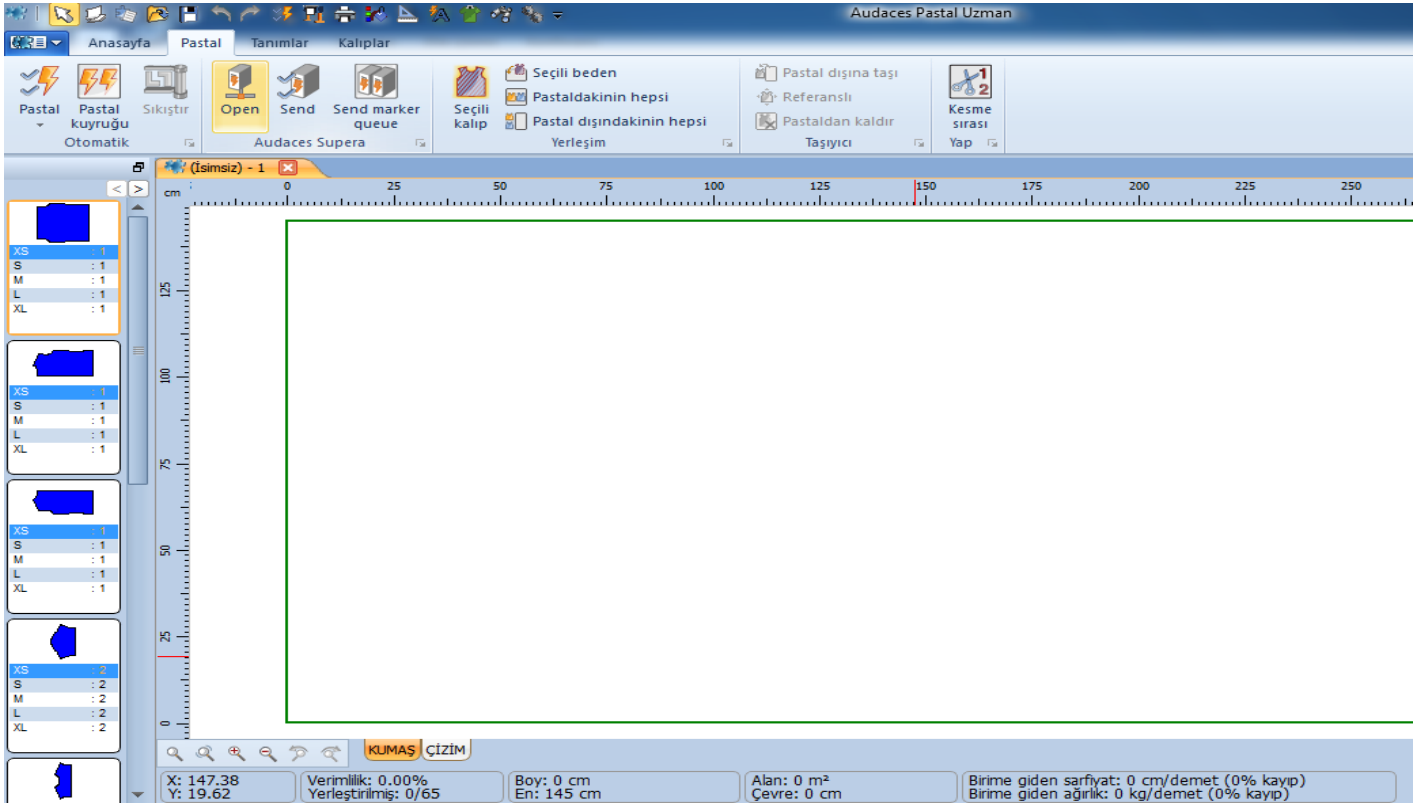 Audaces Pastal Uzman
Anasayfa Pastal Tanımlar Kalıplar
Pastal
Pastal kuyruğu
Sıkıştır
Otomatik
Open
Send
Send marker queue
Audaces Supera
Seçili kalıp
Seçili beden
Pastaldakinin hepsi
Pastal dışındakinin hepsi
Yerleşim
Pastal dışına taşı
Referanslı
Pastaldan kaldır
Taşıyıcı
Kesme sırası
Yap
(İsimsiz) - 1
< >
cm 0 25 50 75 100 125 150 175 200 225 250
125
100
75
50
25
0
XS : 1
S : 1
M : 1
L : 1
XL : 1
XS : 1
S : 1
M : 1
L : 1
XL : 1
XS : 1
S : 1
M : 1
L : 1
XL : 1
XS : 2
S : 2
M : 2
L : 2
XL : 2
KUMAŞ ÇİZİM
X: 147.38
Y: 19.62
Verimlilik: 0.00%
Yerleştirilmiş: 0/65
Boy: 0 cm
En: 145 cm
Alan: 0 m²
Çevre: 0 cm
Birime giden sarfiyat: 0 cm/demet (0% kayıp)
Birime giden ağırlık: 0 kg/demet (0% kayıp)